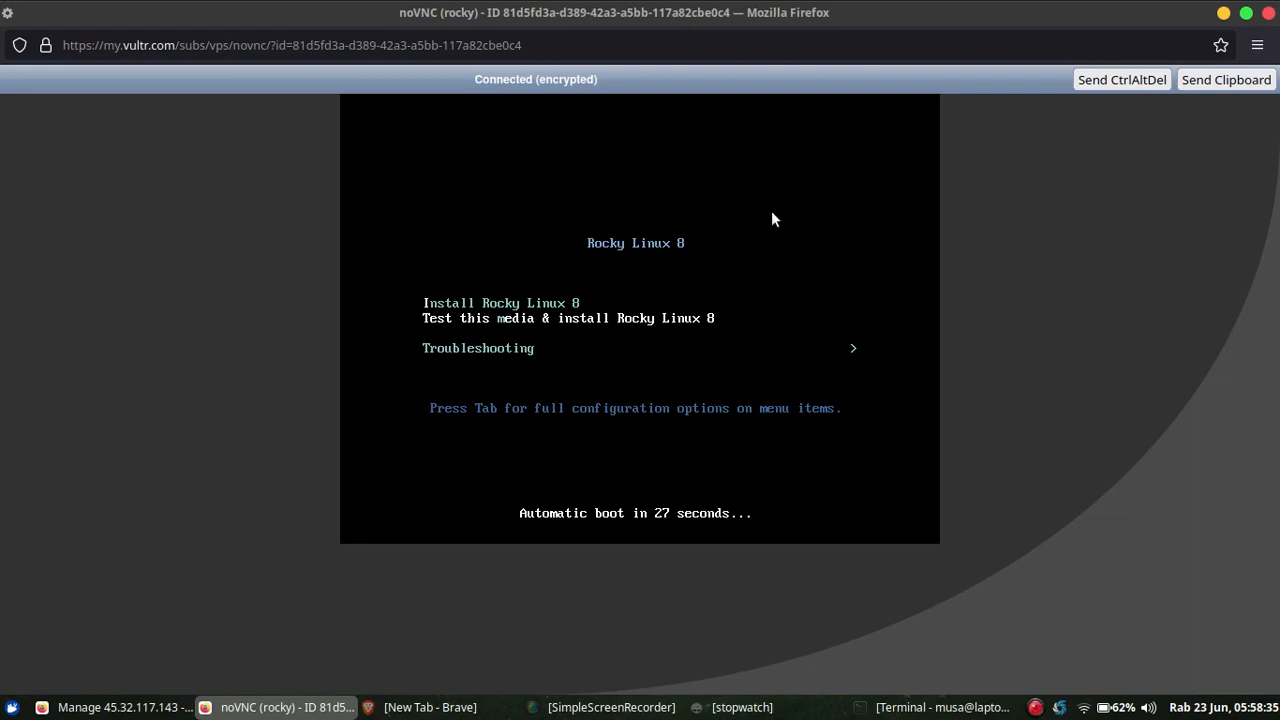 noVNC (rocky) - ID 81d5fd3a-d389-42a3-a5bb-117a82cbe0c4 — Mozilla Firefox
https://my.vultr.com/subs/vps/novnc/?id=81d5fd3a-d389-42a3-a5bb-117a82cbe0c4
Connected (encrypted)
Send CtrlAltDel
Send Clipboard
Rocky Linux 8
Install Rocky Linux 8
Test this media & install Rocky Linux 8
Troubleshooting >
Press Tab for full configuration options on menu items.
Automatic boot in 27 seconds...
Manage 45.32.117.143 -...
noVNC (rocky) - ID 81d5...
[New Tab - Brave]
[SimpleScreenRecorder]
[stopwatch]
[Terminal - musa@lapto...
62%
Rab 23 Jun, 05:58:35